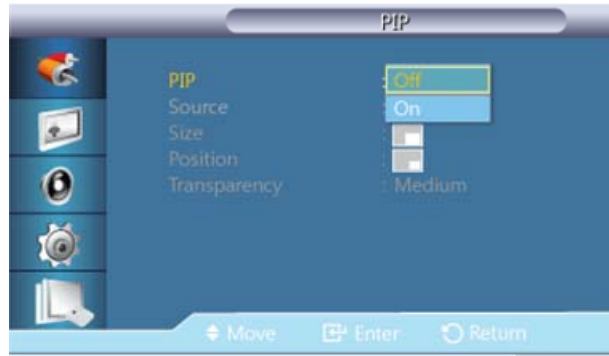 PIP
PIP : Off
Source On
Size :
Position :
Transparency : Medium
Move Enter Return